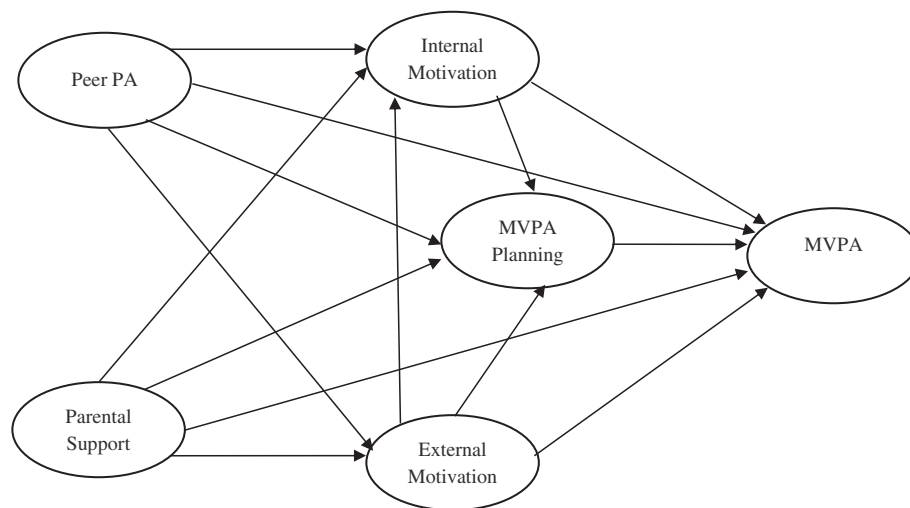 Peer PA
Internal
Motivation
MVPA
Planning
MVPA
Parental
Support
External
Motivation